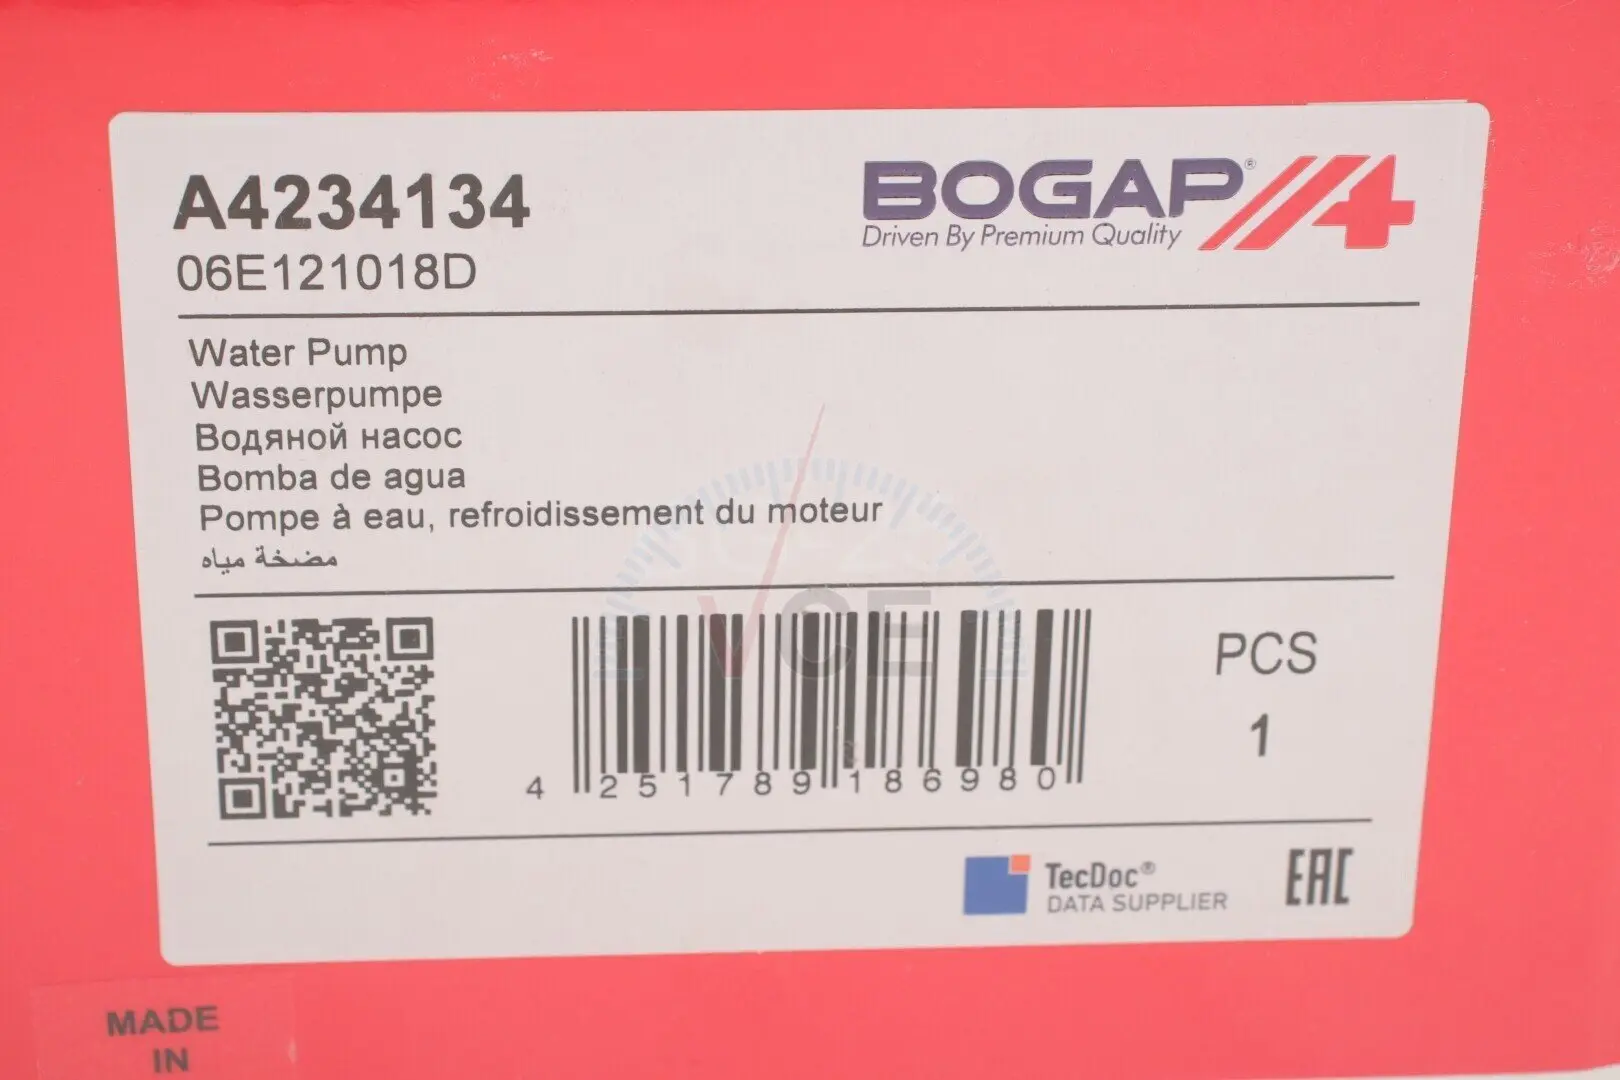 A4234134
06E121018D
BOGAP®
Driven By Premium Quality
Water Pump
Wasserpumpe
Водяной насос
Bomba de agua
Pompe à eau, refroidissement du moteur
مضخة مياه
VCE
4 251789 186980
PCS
1
TecDoc®
DATA SUPPLIER
EAC
MADE
IN